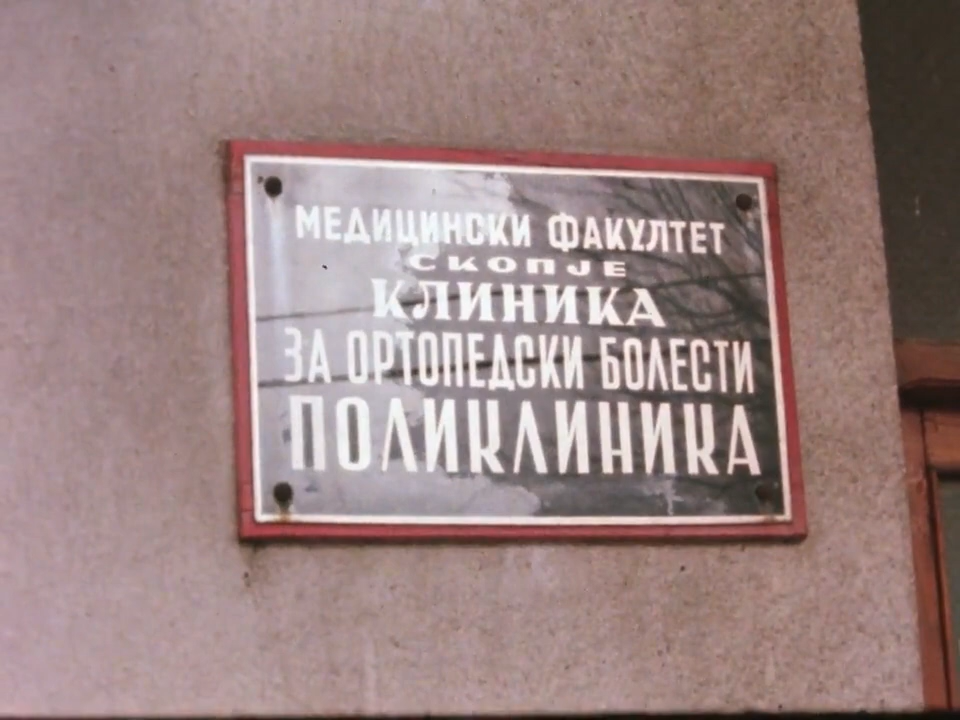 МЕДИЦИНСКИ ФАКУЛТЕТ
СКОПЈЕ
КЛИНИКА
ЗА ОРТОПЕДСКИ БОЛЕСТИ
ПОЛИКЛИНИКА